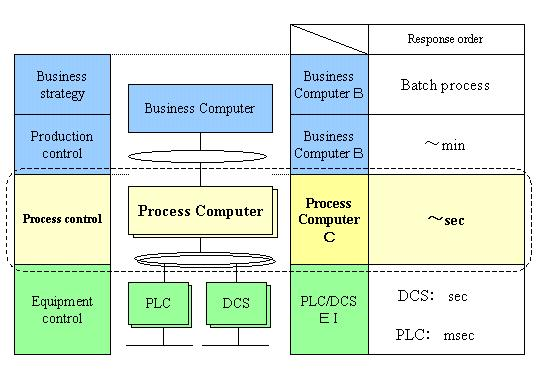 Response order
Business
strategy
Business Computer
Business
Computer B
Batch process
Production
control
Business
Computer B
～min
Process control
Process Computer
Process
Computer
C
～sec
Equipment
control
PLC
DCS
PLC/DCS
E I
DCS: sec
PLC: msec